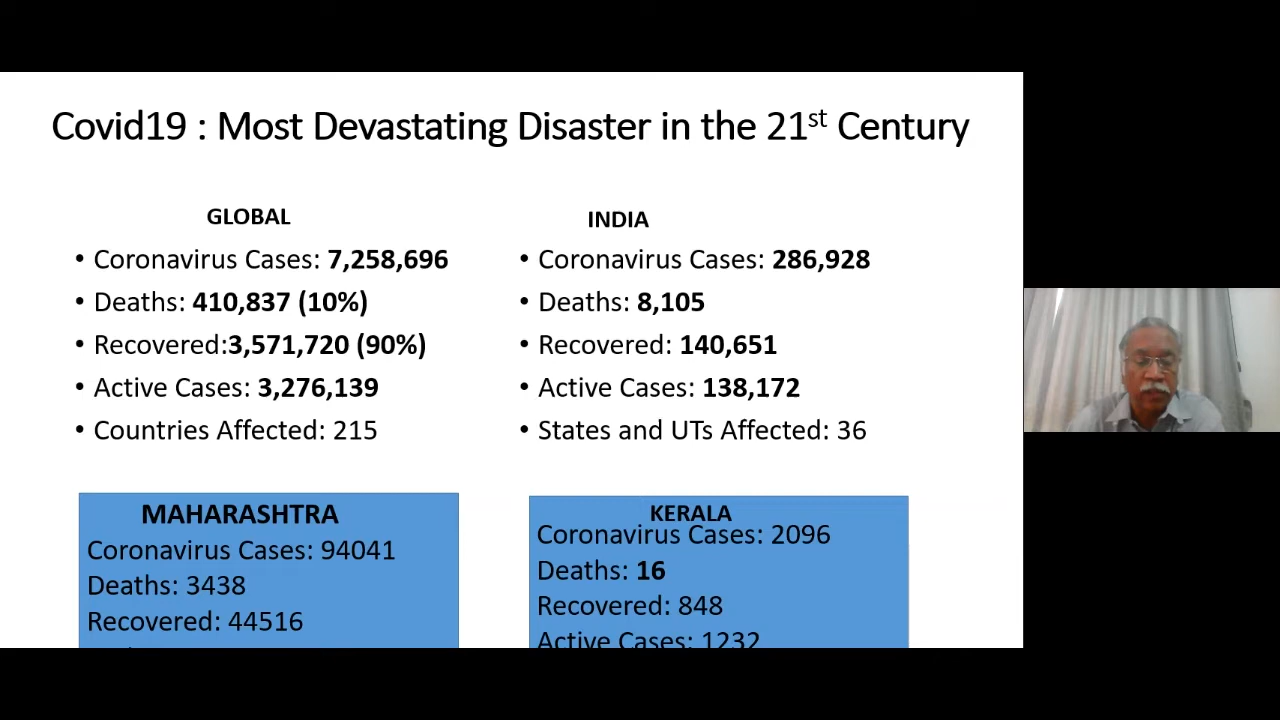 Covid19 : Most Devastating Disaster in the 21st Century
GLOBAL
• Coronavirus Cases: 7,258,696
• Deaths: 410,837 (10%)
• Recovered:3,571,720 (90%)
• Active Cases: 3,276,139
• Countries Affected: 215
INDIA
• Coronavirus Cases: 286,928
• Deaths: 8,105
• Recovered: 140,651
• Active Cases: 138,172
• States and UTs Affected: 36
MAHARASHTRA
Coronavirus Cases: 94041
Deaths: 3438
Recovered: 44516
KERALA
Coronavirus Cases: 2096
Deaths: 16
Recovered: 848
Active Cases: 1232